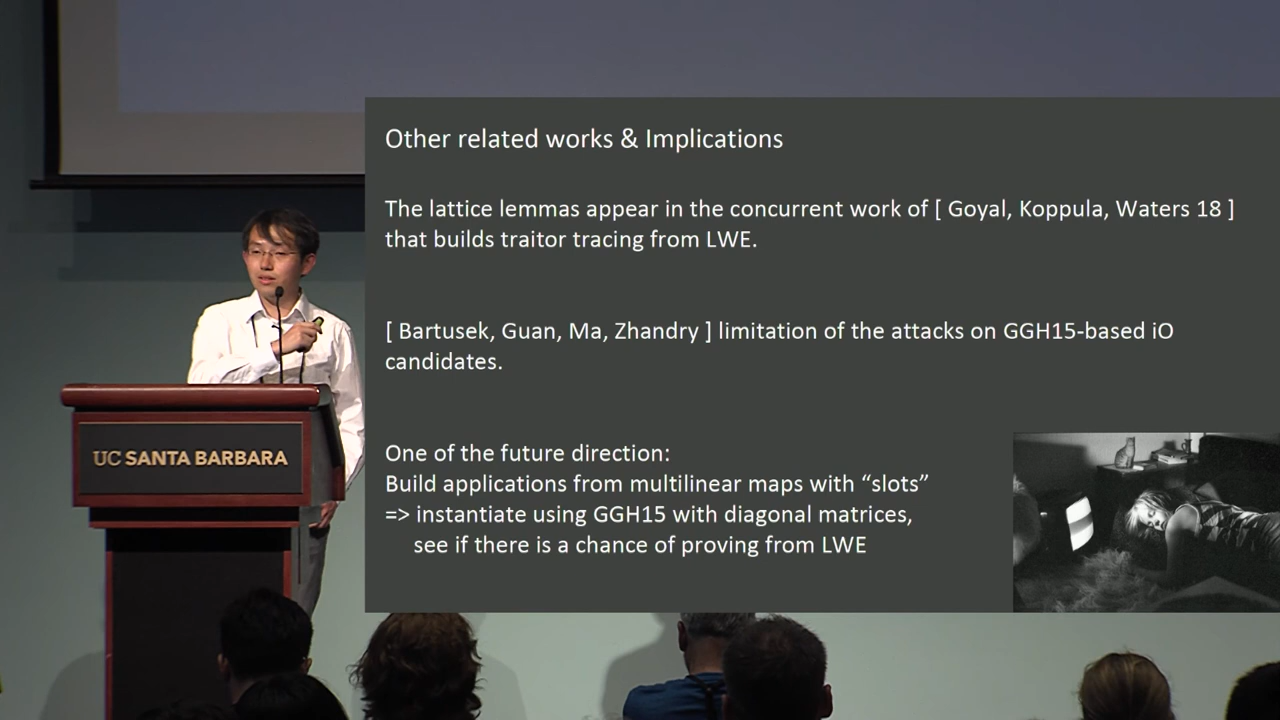 Other related works & Implications
The lattice lemmas appear in the concurrent work of [ Goyal, Koppula, Waters 18 ]
that builds traitor tracing from LWE.
[ Bartusek, Guan, Ma, Zhandry ] limitation of the attacks on GGH15-based iO
candidates.
One of the future direction:
Build applications from multilinear maps with “slots”
=> instantiate using GGH15 with diagonal matrices,
see if there is a chance of proving from LWE
UC SANTA BARBARA